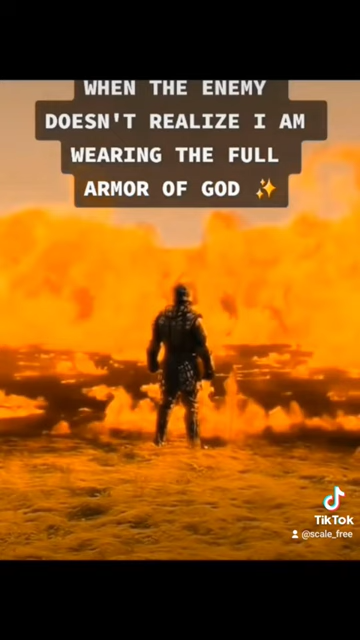 WHEN THE ENEMY
DOESN'T REALIZE I AM
WEARING THE FULL
ARMOR OF GOD ✨
TikTok
@scale_free